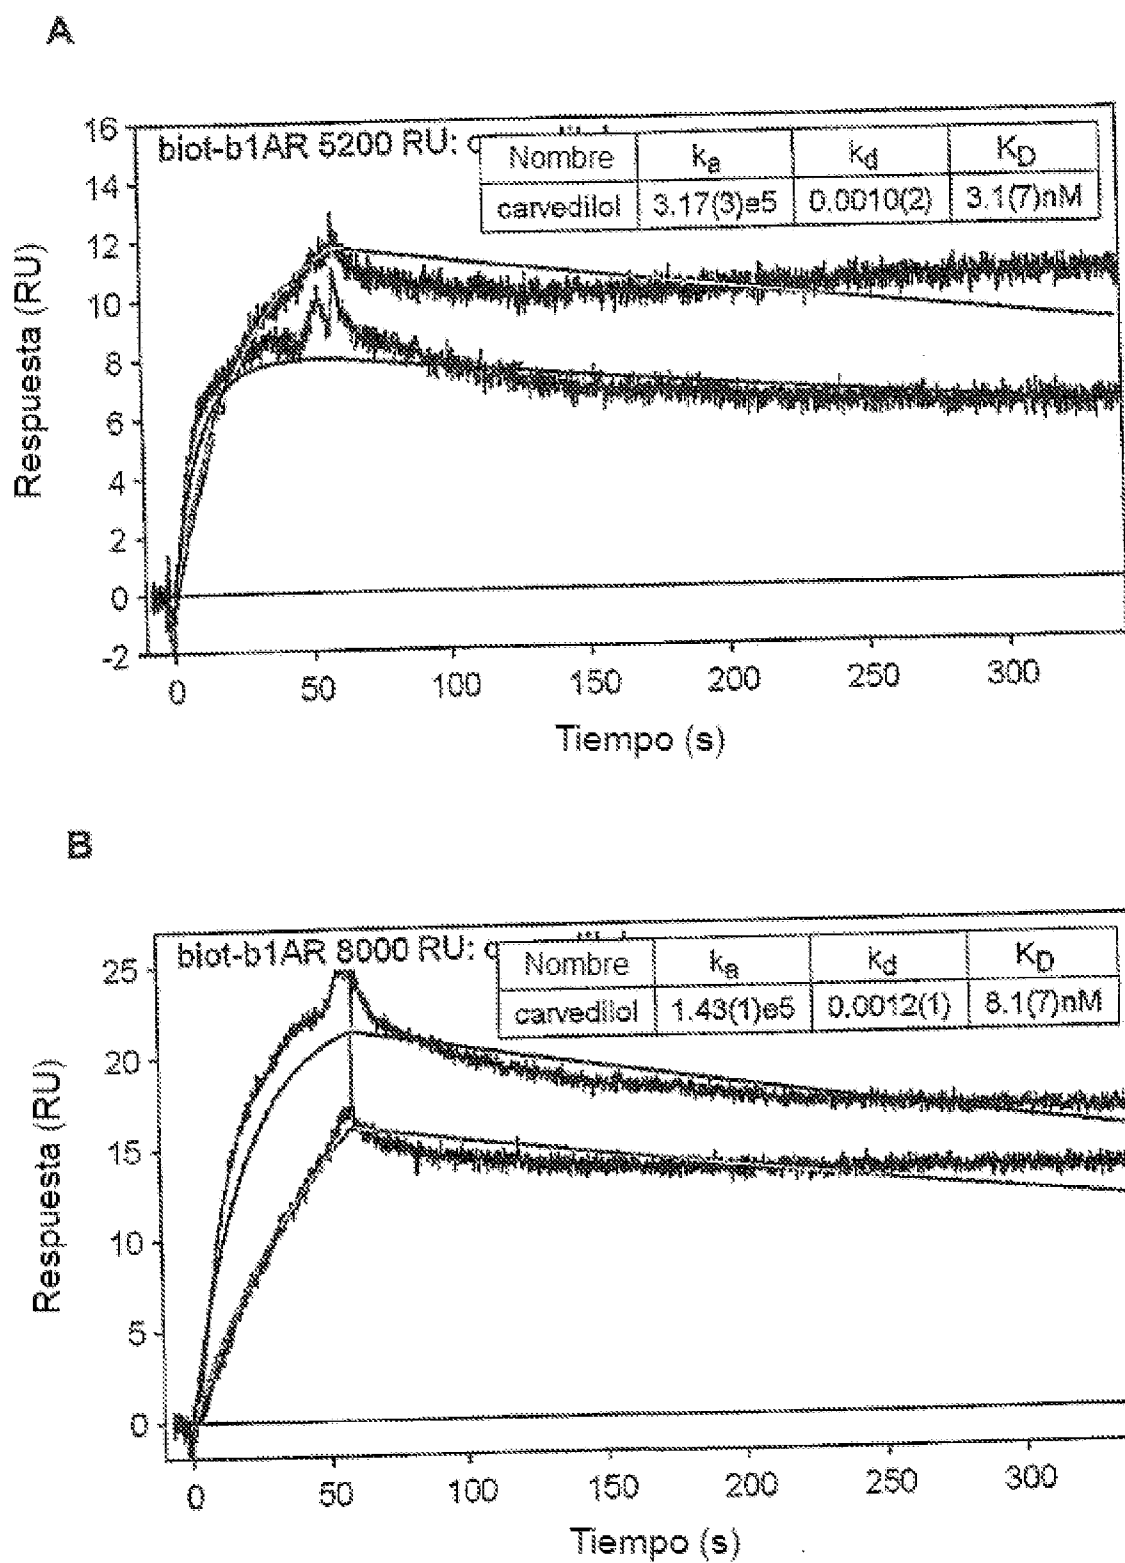 A
16
14
12
10
8
6
4
2
0
-2
Respuesta (RU)
biot-b1AR 5200 RU:
Nombre ka kd KD
carvedilol 3.17(3)e5 0.0010(2) 3.1(7)nM
0 50 100 150 200 250 300
Tiempo (s)
B
25
20
15
10
5
0
Respuesta (RU)
biot-b1AR 8000 RU:
Nombre ka kd KD
carvedilol 1.43(1)e5 0.0012(1) 8.1(7)nM
0 50 100 150 200 250 300
Tiempo (s)